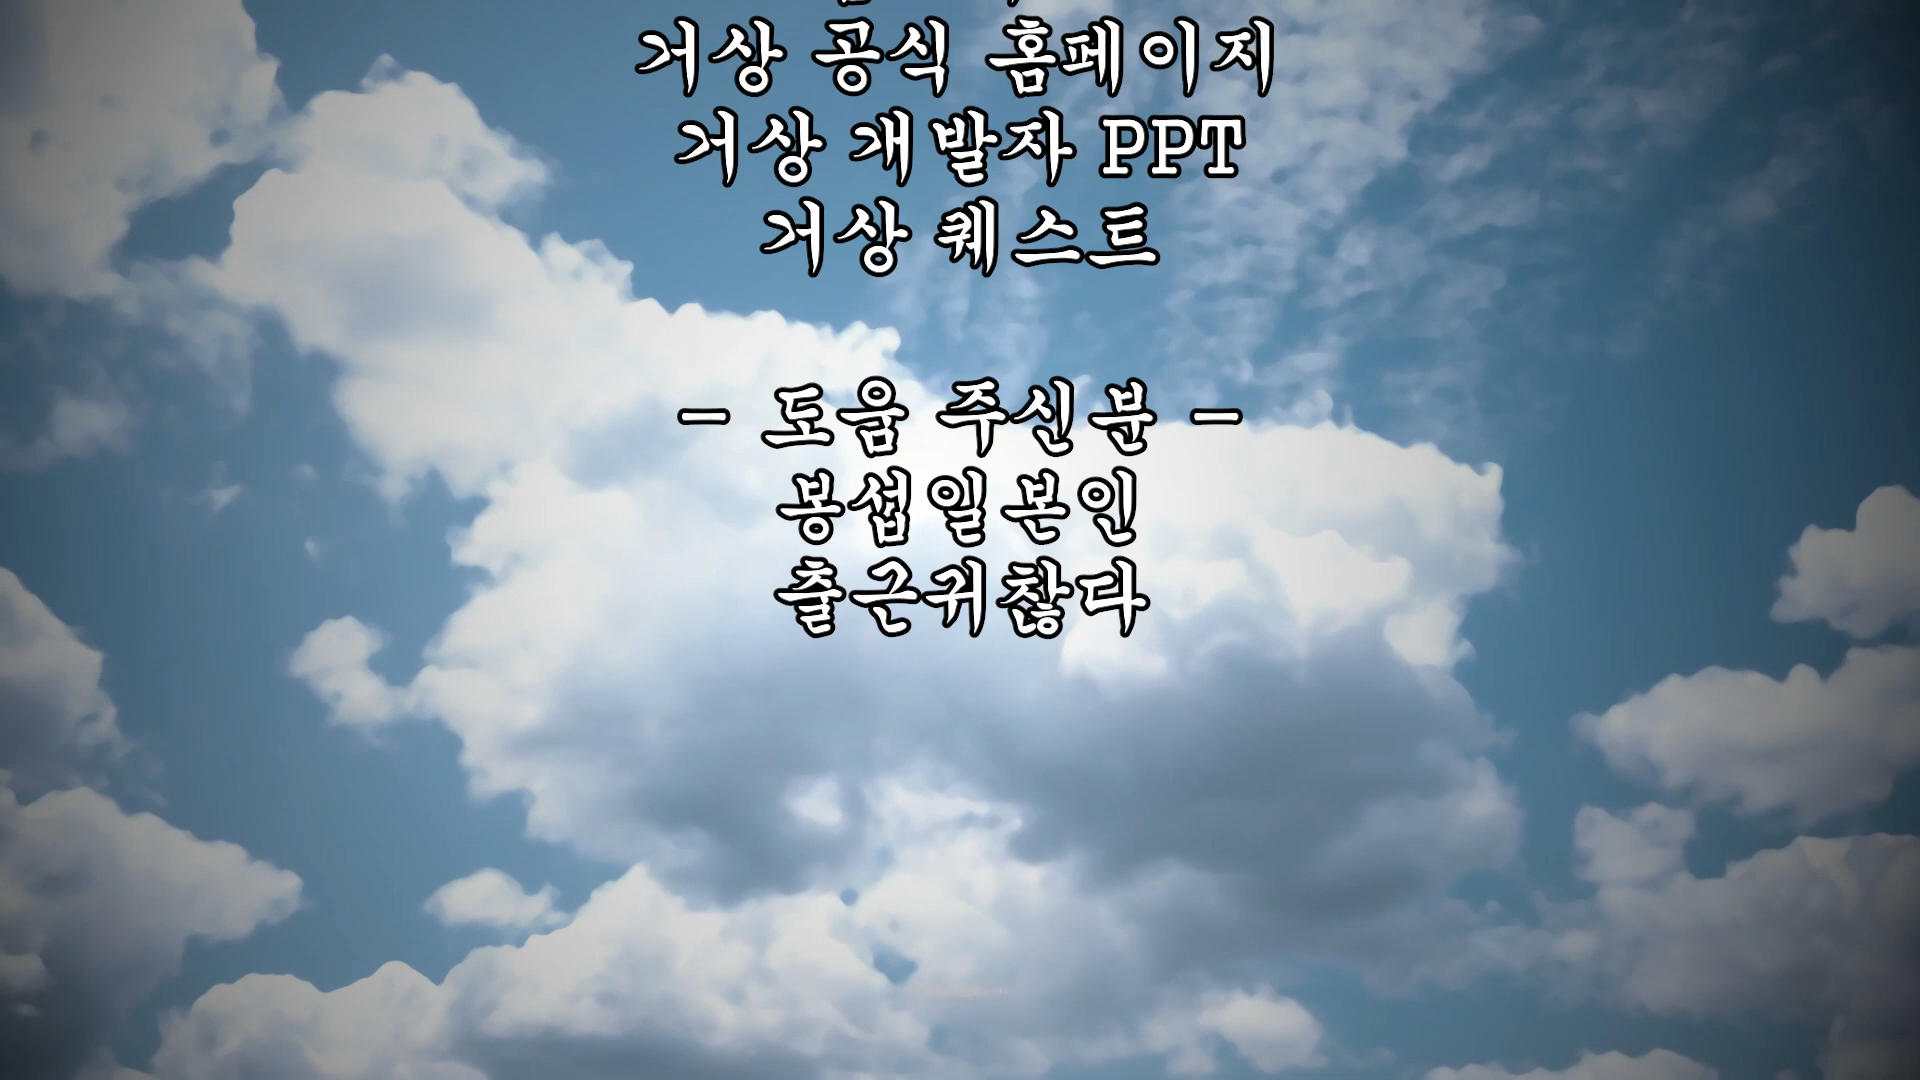 거상 공식 홈페이지
거상 개발자 PPT
거상 퀘스트
- 도움 주신분 -
봉섭일본인
출근귀찮다